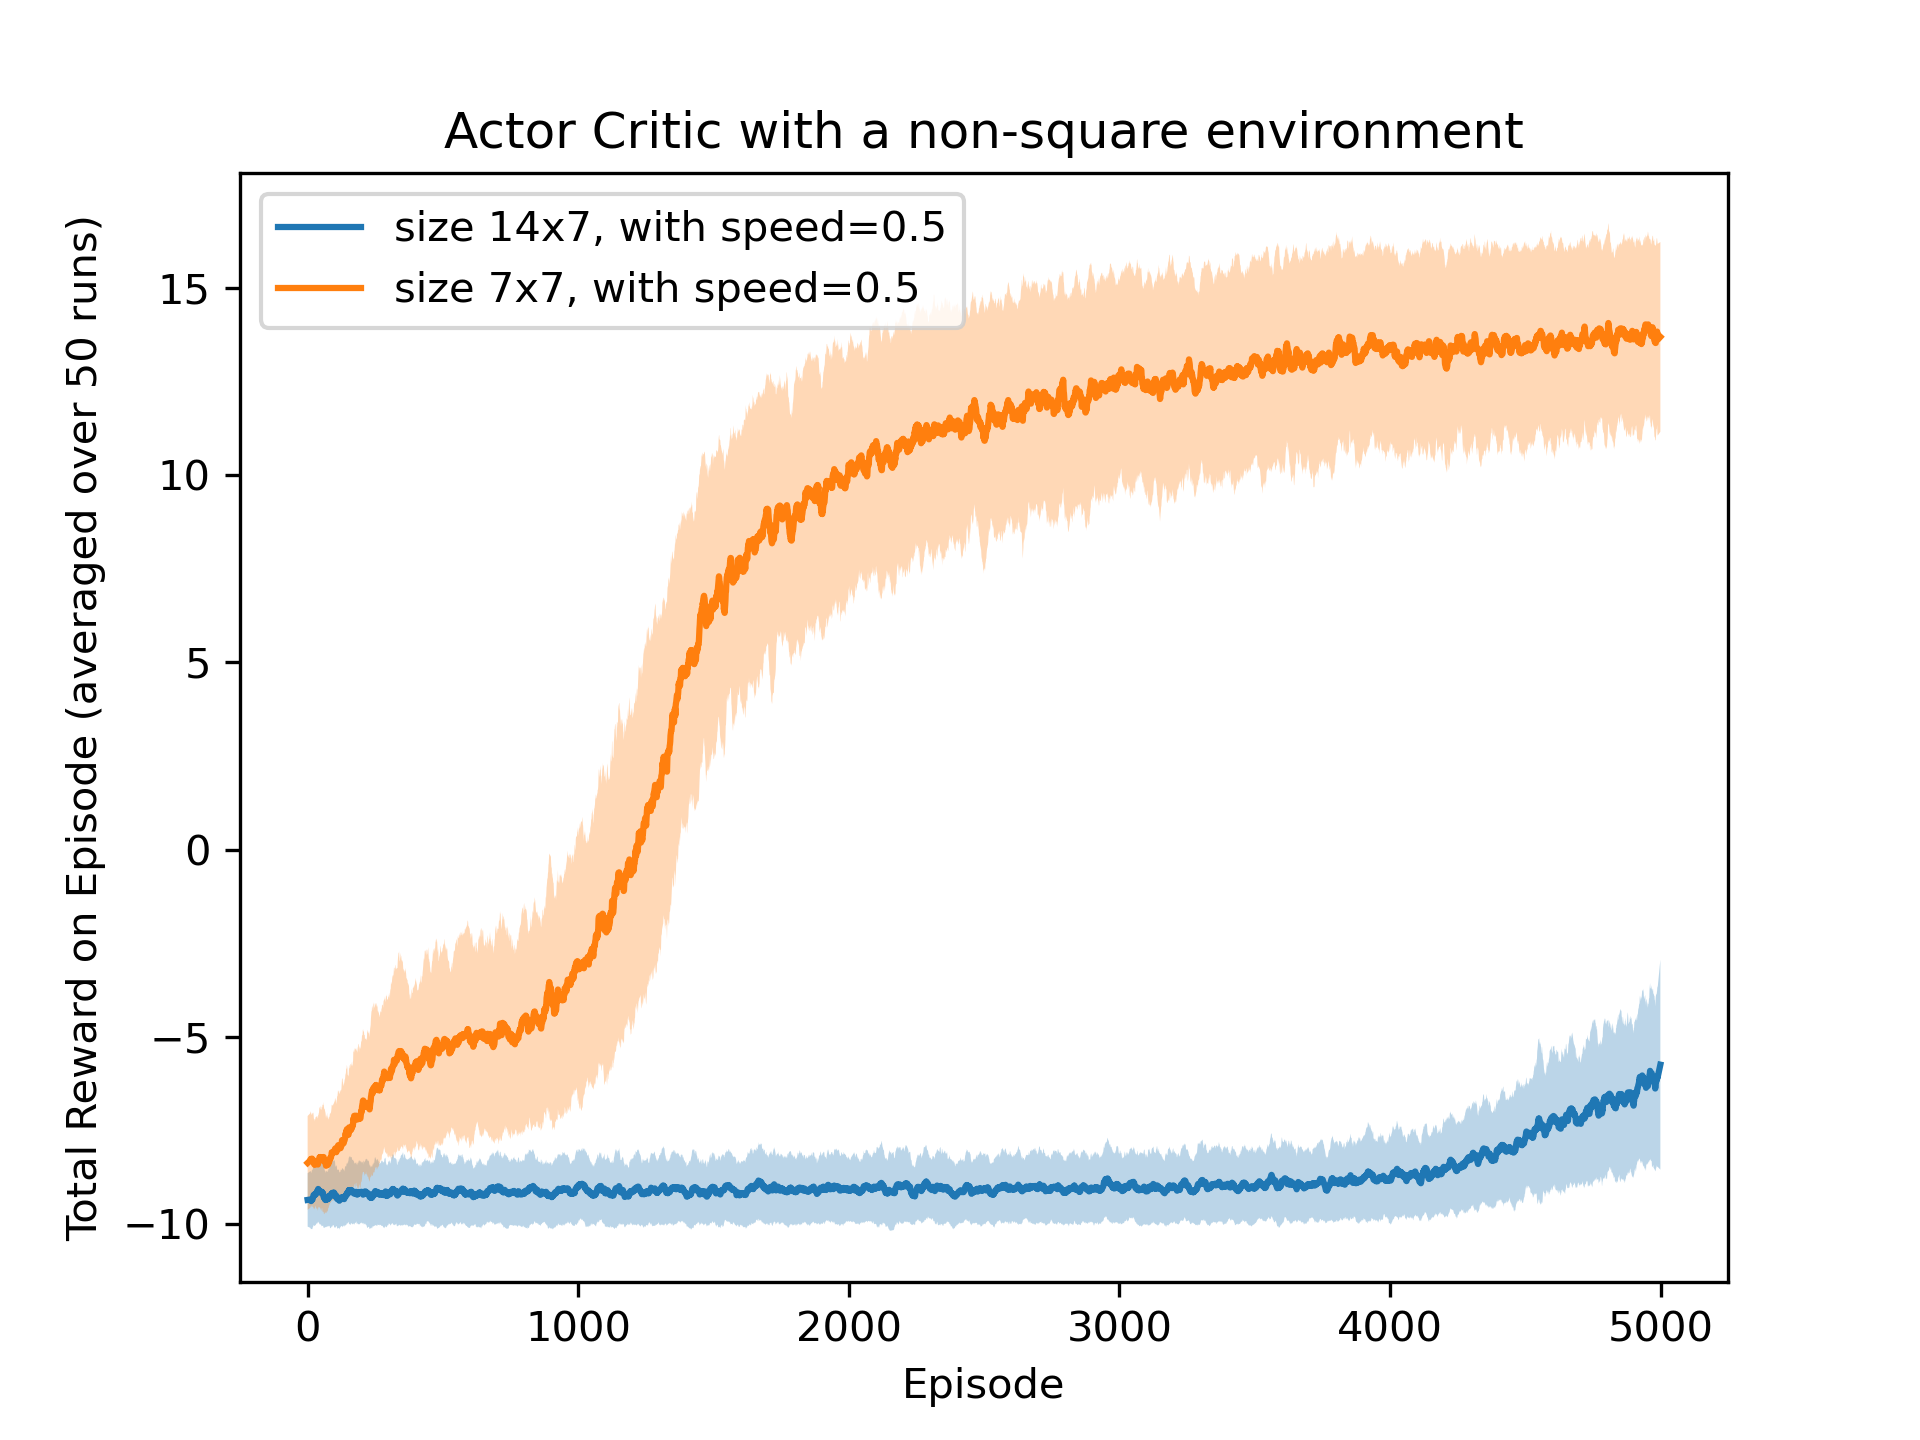 Actor Critic with a non-square environment
size 14x7, with speed=0.5
size 7x7, with speed=0.5
Total Reward on Episode (averaged over 50 runs)
15
10
5
0
−5
−10
0 1000 2000 3000 4000 5000
Episode